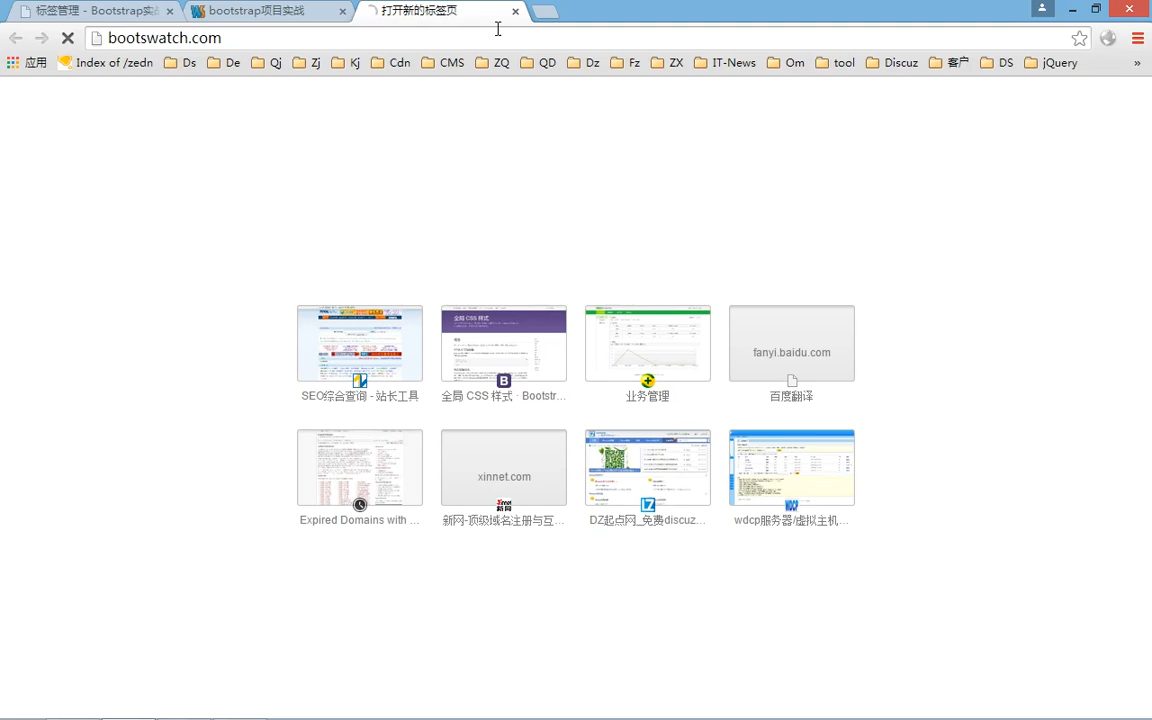 标签管理 - Bootstrap实战
bootstrap项目实战
打开新的标签页
bootswatch.com
应用
Index of /zedn
Ds
De
Qj
Zj
Kj
Cdn
CMS
ZQ
QD
Dz
Fz
ZX
IT-News
Om
tool
Discuz
客户
DS
jQuery
»
全局 CSS 样式
fanyi.baidu.com
SEO综合查询 - 站长工具
全局 CSS 样式 · Bootstr...
业务管理
百度翻译
xinnet.com
Expired Domains with ...
新网-顶级域名注册与互...
DZ起点网_免费discuz...
wdcp服务器/虚拟主机...